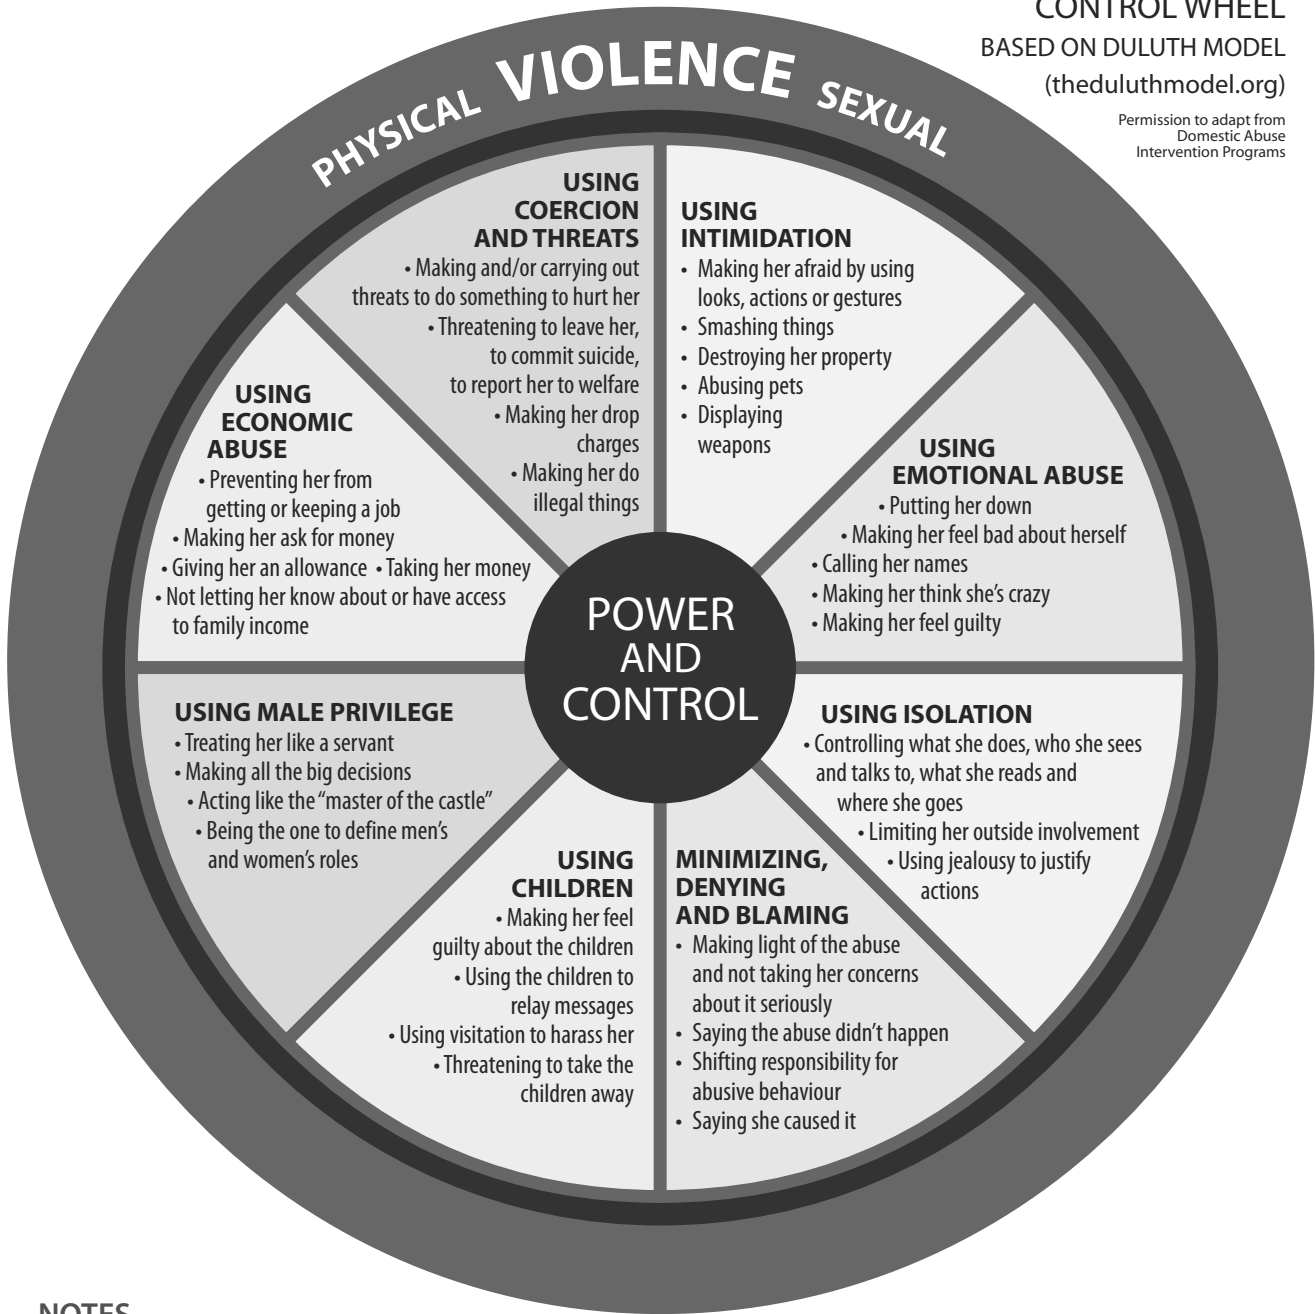 CONTROL WHEEL
BASED ON DULUTH MODEL
(theduluthmodel.org)
Permission to adapt from
Domestic Abuse
Intervention Programs
PHYSICAL VIOLENCE SEXUAL
USING
COERCION
AND THREATS
• Making and/or carrying out
threats to do something to hurt her
• Threatening to leave her,
to commit suicide,
to report her to welfare
• Making her drop
charges
• Making her do
illegal things
USING
INTIMIDATION
• Making her afraid by using
looks, actions or gestures
• Smashing things
• Destroying her property
• Abusing pets
• Displaying
weapons
USING
EMOTIONAL ABUSE
• Putting her down
• Making her feel bad about herself
• Calling her names
• Making her think she's crazy
• Making her feel guilty
USING ISOLATION
• Controlling what she does, who she sees
and talks to, what she reads and
where she goes
• Limiting her outside involvement
• Using jealousy to justify
actions
MINIMIZING,
DENYING
AND BLAMING
• Making light of the abuse
and not taking her concerns
about it seriously
• Saying the abuse didn't happen
• Shifting responsibility for
abusive behaviour
• Saying she caused it
USING
CHILDREN
• Making her feel
guilty about the children
• Using the children to
relay messages
• Using visitation to harass her
• Threatening to take the
children away
USING MALE PRIVILEGE
• Treating her like a servant
• Making all the big decisions
• Acting like the "master of the castle"
• Being the one to define men's
and women's roles
USING
ECONOMIC
ABUSE
• Preventing her from
getting or keeping a job
• Making her ask for money
• Giving her an allowance • Taking her money
• Not letting her know about or have access
to family income
POWER
AND
CONTROL
NOTES